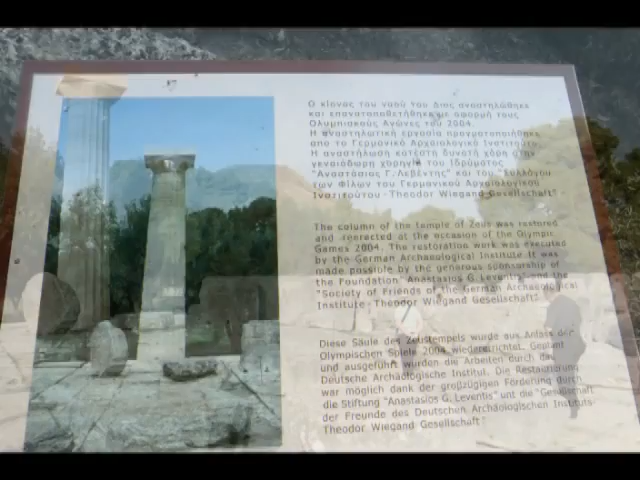 Ο κίονας του ναού του Διος αναστηλώθηκε
και επανατοποθετήθηκε με αφορμή τους
Ολυμπιακούς Αγώνες του 2004.
Η αναστηλωτική εργασία πραγματοποιήθηκε
από το Γερμανικό Αρχαιολογικό Ινστιτούτο.
Η αναστήλωση κατέστη δυνατή χάρη στην
γενναιόδωρη χορηγία του Ιδρύματος
"Αναστάσιος Γ. Λεβέντης" και του "Συλλόγου
των Φίλων του Γερμανικού Αρχαιολογικού
Ινστιτούτου - Theodor Wiegand Gesellschaft"
The column of the temple of Zeus was restored
and reerected at the occasion of the Olympic
Games 2004. The restoration work was executed
by the German Archaeological Institute. It was
made possible by the generous sponsorship of
the Foundation "Anastasios G. Leventis" and the
"Society of Friends of the German Archaeological
Institute - Theodor Wiegand Gesellschaft"
Diese Säule des Zeustempels wurde aus Anlass der
Olympischen Spiele 2004 wiedererrichtet. Geplant
und ausgeführt wurden die Arbeiten durch das
Deutsche Archäologische Institut. Die Restaurierung
war möglich dank der großzügigen Förderung durch
die Stiftung "Anastasios G. Leventis" und die "Gesellschaft
der Freunde des Deutschen Archäologischen Instituts-
Theodor Wiegand Gesellschaft"